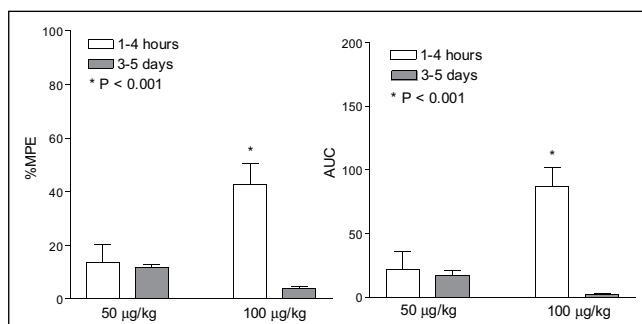 100
80
60
40
20
0
%MPE
1-4 hours
3-5 days
* P < 0.001
*
50 µg/kg
100 µg/kg
200
150
100
50
0
AUC
1-4 hours
3-5 days
* P < 0.001
*
50 µg/kg
100 µg/kg